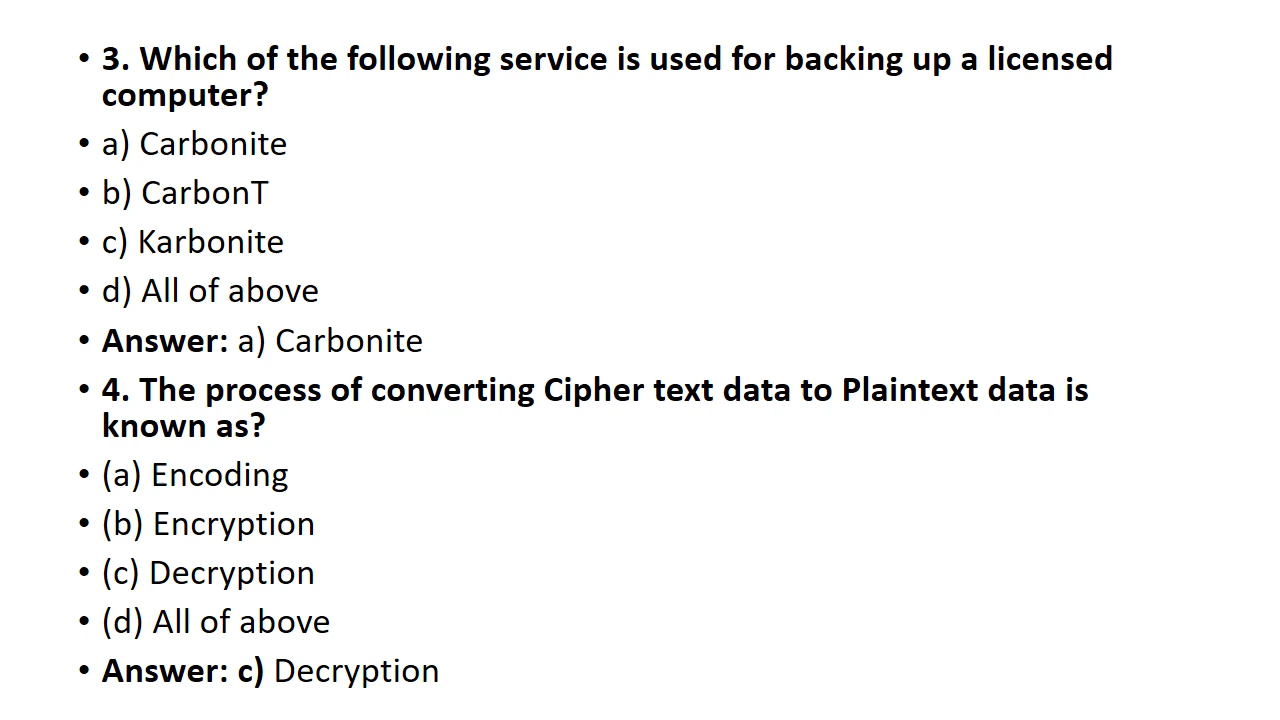 • 3. Which of the following service is used for backing up a licensed
computer?
• a) Carbonite
• b) CarbonT
• c) Karbonite
• d) All of above
• Answer: a) Carbonite
• 4. The process of converting Cipher text data to Plaintext data is
known as?
• (a) Encoding
• (b) Encryption
• (c) Decryption
• (d) All of above
• Answer: c) Decryption